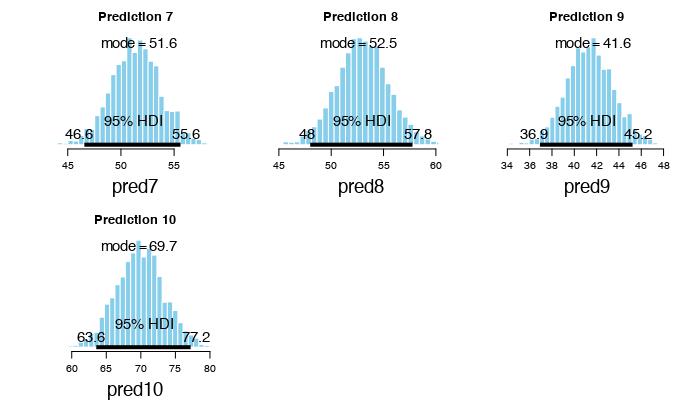 Prediction 7
mode = 51.6
95% HDI
46.6 55.6
45 50 55
pred7
Prediction 8
mode = 52.5
95% HDI
48 57.8
45 50 55 60
pred8
Prediction 9
mode = 41.6
95% HDI
36.9 45.2
34 36 38 40 42 44 46 48
pred9
Prediction 10
mode = 69.7
95% HDI
63.6 77.2
60 65 70 75 80
pred10